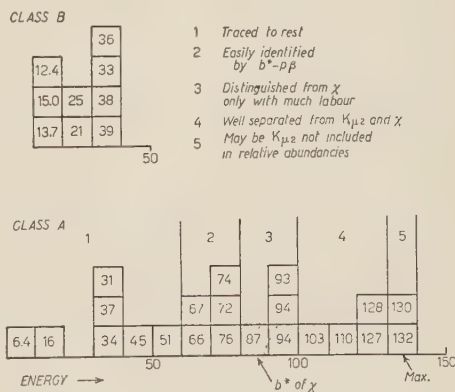 CLASS B
36
12.4 33
15.0 25 38
13.7 21 39
50
1 Traced to rest
2 Easily identified
by b*-pβ
3 Distinguished from χ
only with much labour
4 Well separated from Kμ2 and χ
5 May be Kμ2 not included
in relative abundancies
CLASS A
1 2 3 4 5
31 74 93
37 67 72 94 128 130
6.4 16 34 45 51 66 76 87 94 103 110 127 132
50 100 150
ENERGY →
b* of χ
Max.